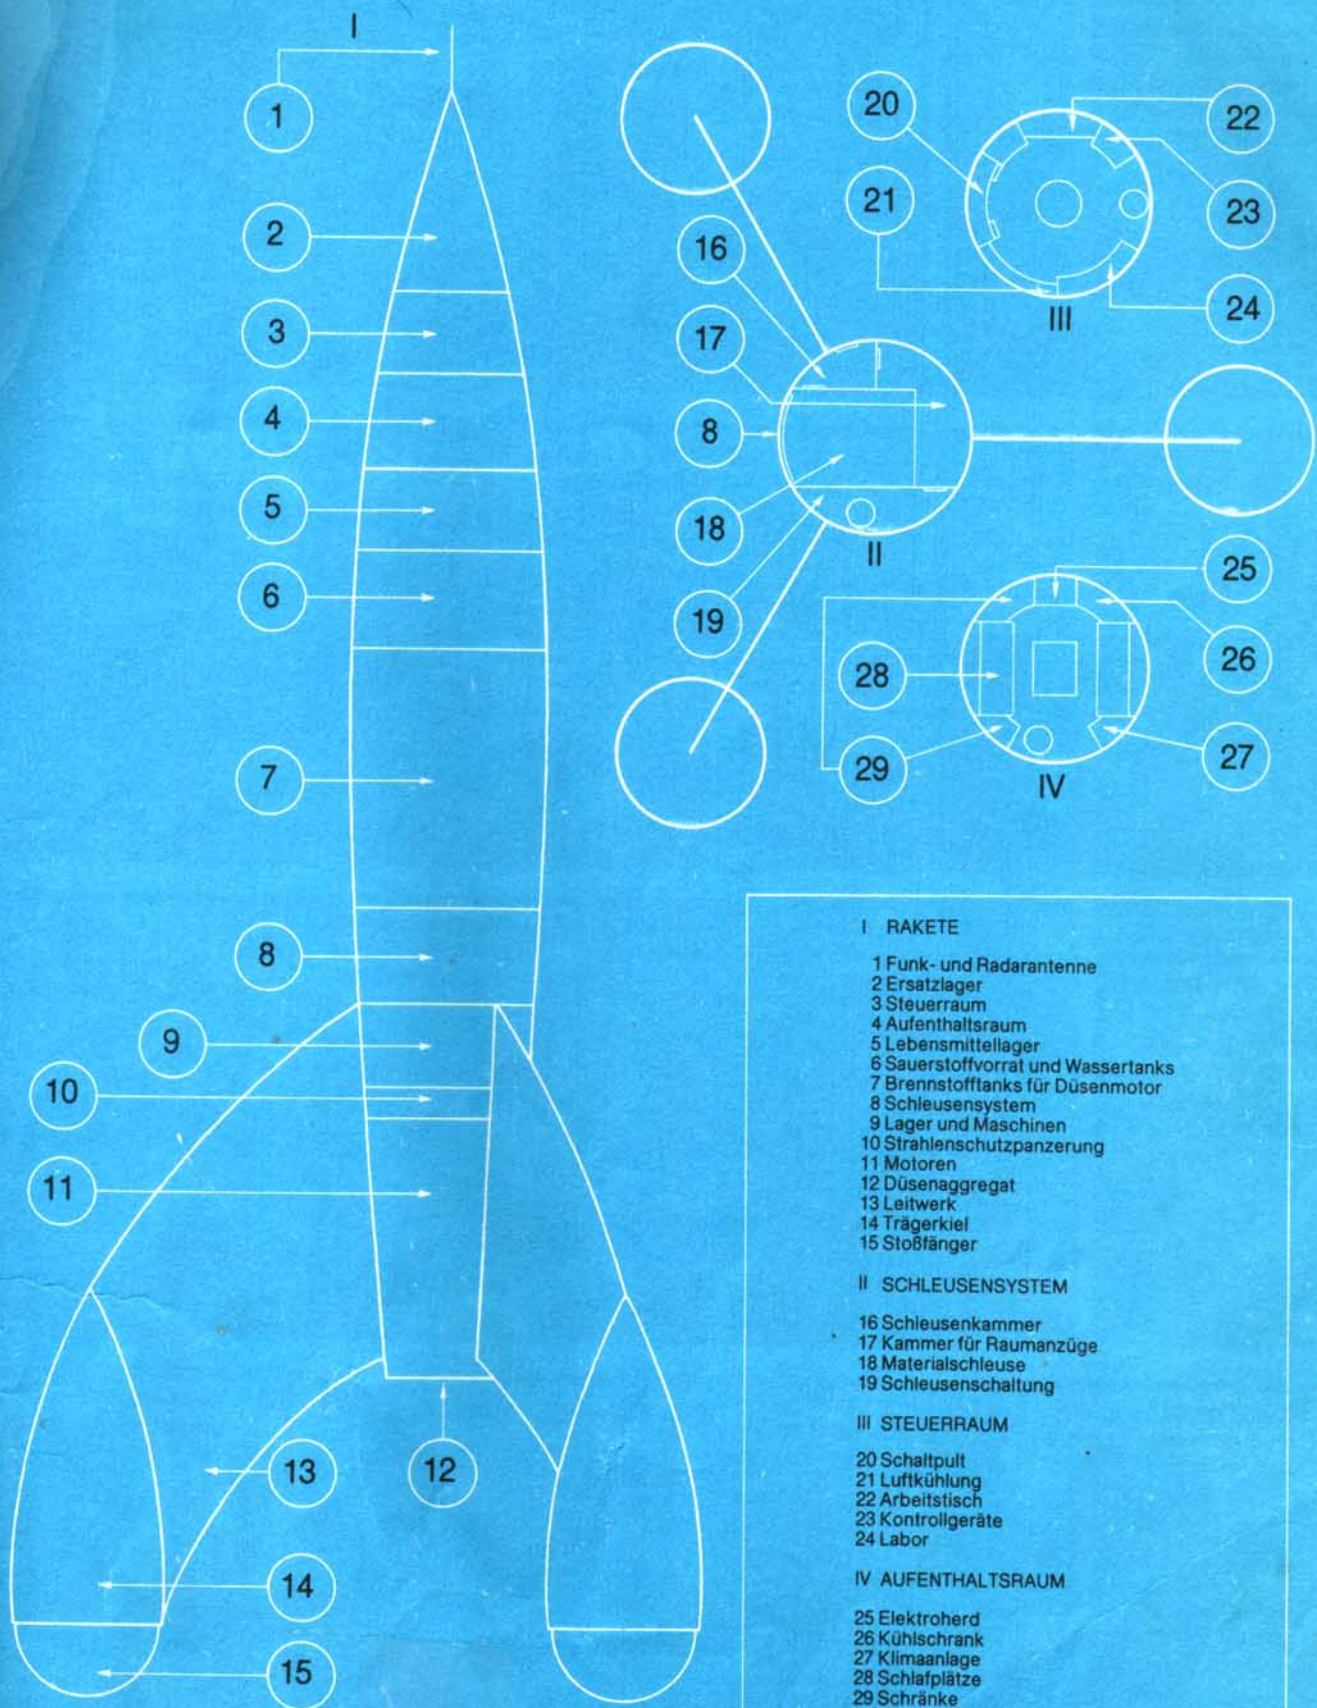 I
1
2
3
4
5
6
7
8
9
10
11
12
13
14
15
16
17
8
18
19
II
20
21
22
23
24
III
25
26
27
28
29
IV
I RAKETE
1 Funk- und Radarantenne
2 Ersatzlager
3 Steuerraum
4 Aufenthaltsraum
5 Lebensmittellager
6 Sauerstoffvorrat und Wassertanks
7 Brennstofftanks für Düsenmotor
8 Schleusensystem
9 Lager und Maschinen
10 Strahlenschutzpanzerung
11 Motoren
12 Düsenaggregat
13 Leitwerk
14 Trägerkiel
15 Stoßfänger
II SCHLEUSENSYSTEM
16 Schleusenkammer
17 Kammer für Raumanzüge
18 Materialschleuse
19 Schleusenschaltung
III STEUERRAUM
20 Schaltpult
21 Luftkühlung
22 Arbeitstisch
23 Kontrollgeräte
24 Labor
IV AUFENTHALTSRAUM
25 Elektroherd
26 Kühlschrank
27 Klimaanlage
28 Schlafplätze
29 Schränke